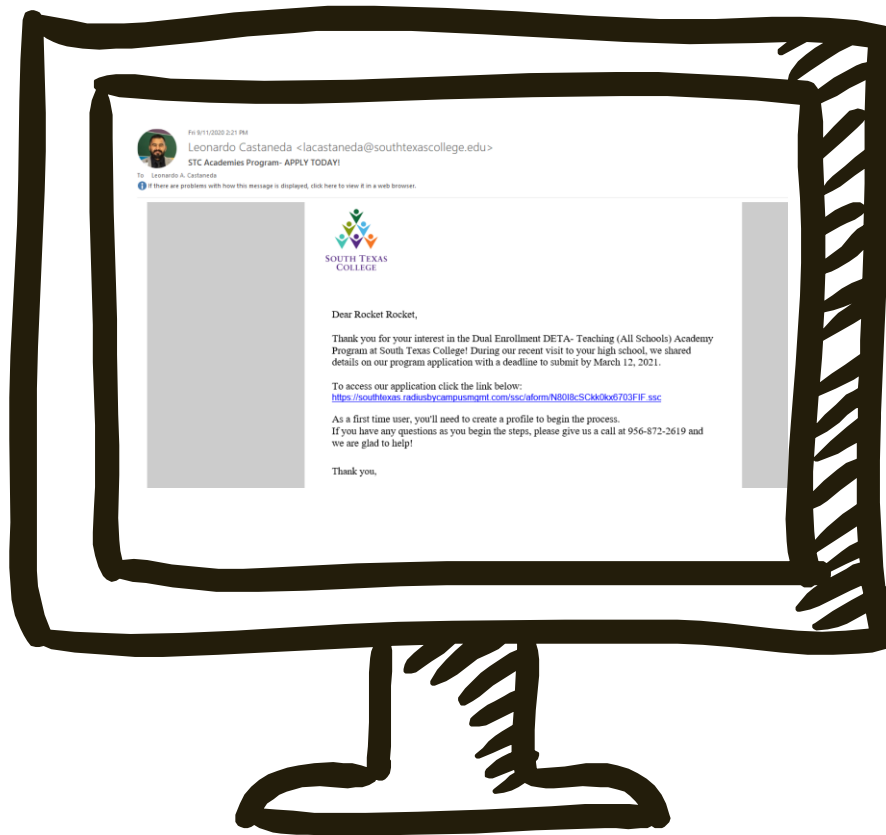 Fri 9/11/2020 2:21 PM
Leonardo Castaneda <lacastaneda@southtexascollege.edu>
STC Academies Program- APPLY TODAY!
To Leonardo A. Castaneda
If there are problems with how this message is displayed, click here to view it in a web browser.
SOUTH TEXAS
COLLEGE
Dear Rocket Rocket,
Thank you for your interest in the Dual Enrollment DETA- Teaching (All Schools) Academy
Program at South Texas College! During our recent visit to your high school, we shared
details on our program application with a deadline to submit by March 12, 2021.
To access our application click the link below:
https://southtexas.radiusbycampusmgmt.com/ssc/aform/N80I8cSCkk0kx6703FIF.ssc
As a first time user, you'll need to create a profile to begin the process.
If you have any questions as you begin the steps, please give us a call at 956-872-2619 and
we are glad to help!
Thank you,